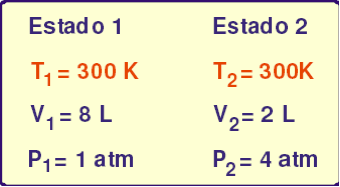 Estado 1 Estado 2
T₁ = 300 K T₂ = 300K
V₁ = 8 L V₂ = 2 L
P₁ = 1 atm P₂ = 4 atm